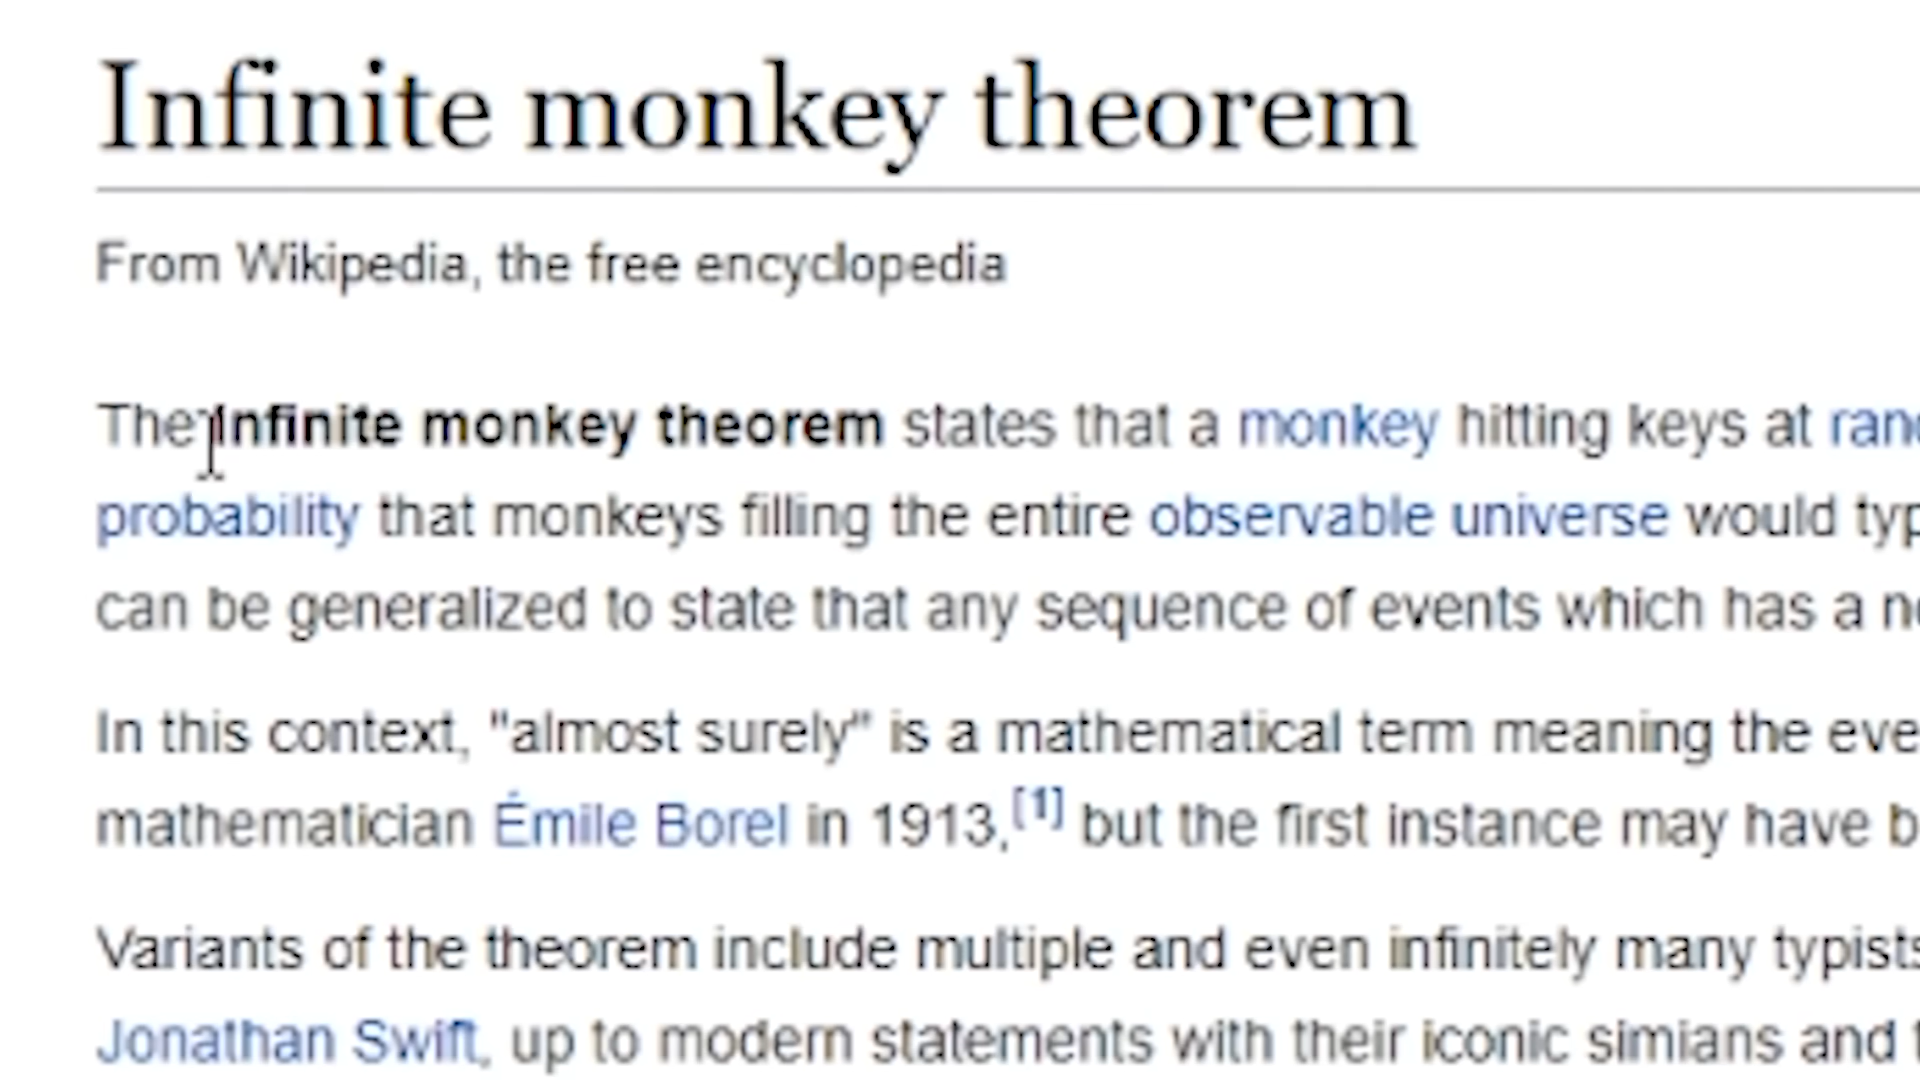 Infinite monkey theorem
From Wikipedia, the free encyclopedia
The Infinite monkey theorem states that a monkey hitting keys at
probability that monkeys filling the entire observable universe would
can be generalized to state that any sequence of events which has a
In this context, "almost surely" is a mathematical term meaning the
mathematician Émile Borel in 1913,[1] but the first instance may have
Variants of the theorem include multiple and even infinitely many typists
Jonathan Swift, up to modern statements with their iconic simians and